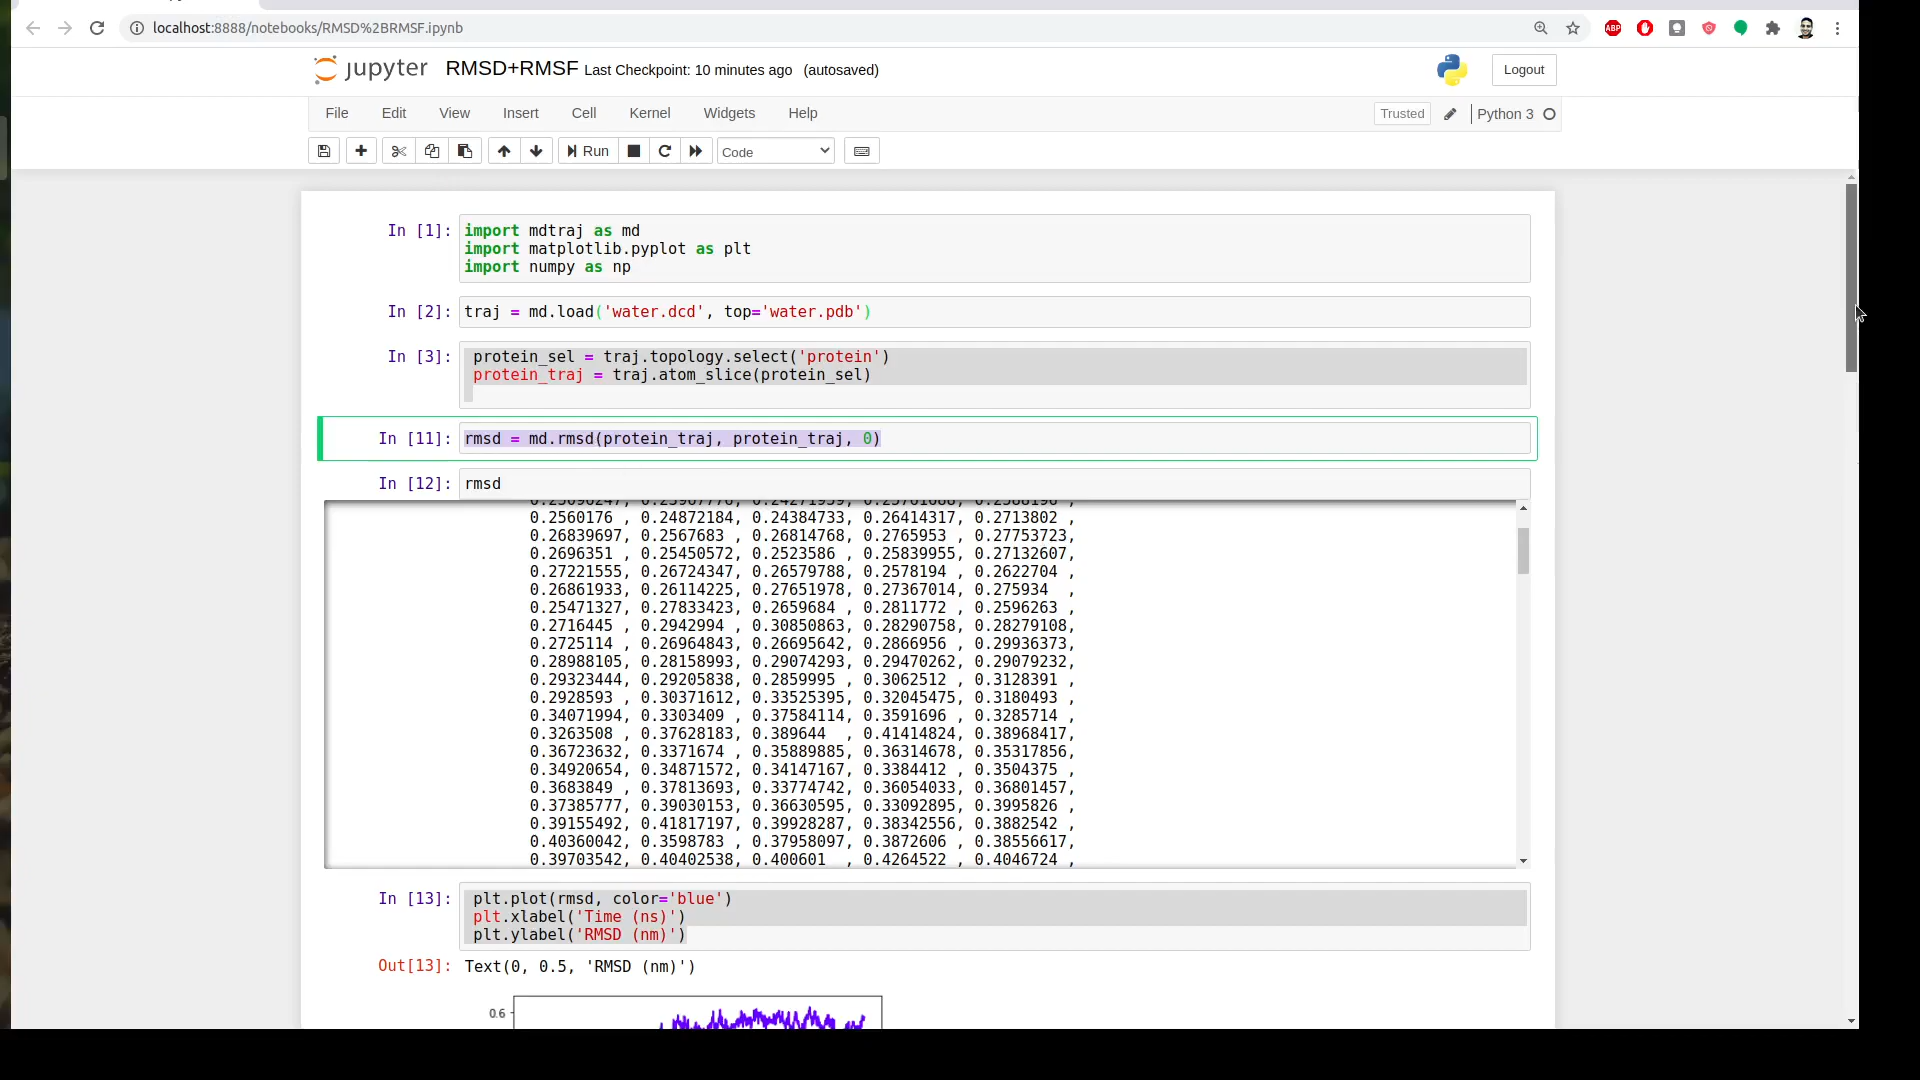 localhost:8888/notebooks/RMSD%2BRMSF.ipynb
ABP
jupyter RMSD+RMSF Last Checkpoint: 10 minutes ago (autosaved)
Logout
File Edit View Insert Cell Kernel Widgets Help
Trusted Python 3
Run Code
In [1]: import mdtraj as md
import matplotlib.pyplot as plt
import numpy as np
In [2]: traj = md.load('water.dcd', top='water.pdb')
In [3]: protein_sel = traj.topology.select('protein')
protein_traj = traj.atom_slice(protein_sel)
In [11]: rmsd = md.rmsd(protein_traj, protein_traj, 0)
In [12]: rmsd
0.2560176 , 0.24872184, 0.24384733, 0.26414317, 0.2713802 ,
0.26839697, 0.2567683 , 0.26814768, 0.2765953 , 0.27753723,
0.2696351 , 0.25450572, 0.2523586 , 0.25839955, 0.27132607,
0.27221555, 0.26724347, 0.26579788, 0.2578194 , 0.2622704 ,
0.26861933, 0.26114225, 0.27651978, 0.27367014, 0.275934 ,
0.25471327, 0.27833423, 0.2659684 , 0.2811772 , 0.2596263 ,
0.2716445 , 0.2942994 , 0.30850863, 0.28290758, 0.28279108,
0.2725114 , 0.26964843, 0.26695642, 0.2866956 , 0.29936373,
0.28988105, 0.28158993, 0.29074293, 0.29470262, 0.29079232,
0.29323444, 0.29205838, 0.2859995 , 0.3062512 , 0.3128391 ,
0.2928593 , 0.30371612, 0.33525395, 0.32045475, 0.3180493 ,
0.34071994, 0.3303409 , 0.37584114, 0.3591696 , 0.3285714 ,
0.3263508 , 0.37628183, 0.389644 , 0.41414824, 0.38968417,
0.36723632, 0.3371674 , 0.35889885, 0.36314678, 0.35317856,
0.34920654, 0.34871572, 0.34147167, 0.3384412 , 0.3504375 ,
0.3683849 , 0.37813693, 0.33774742, 0.36054033, 0.36801457,
0.37385777, 0.39030153, 0.36630595, 0.33092895, 0.3995826 ,
0.39155492, 0.41817197, 0.39928287, 0.38342556, 0.3882542 ,
0.40360042, 0.3598783 , 0.37958097, 0.3872606 , 0.38556617,
0.39703542, 0.40402538, 0.400601 , 0.4264522 , 0.4046724 ,
In [13]: plt.plot(rmsd, color='blue')
plt.xlabel('Time (ns)')
plt.ylabel('RMSD (nm)')
Out[13]: Text(0, 0.5, 'RMSD (nm)')
0.6